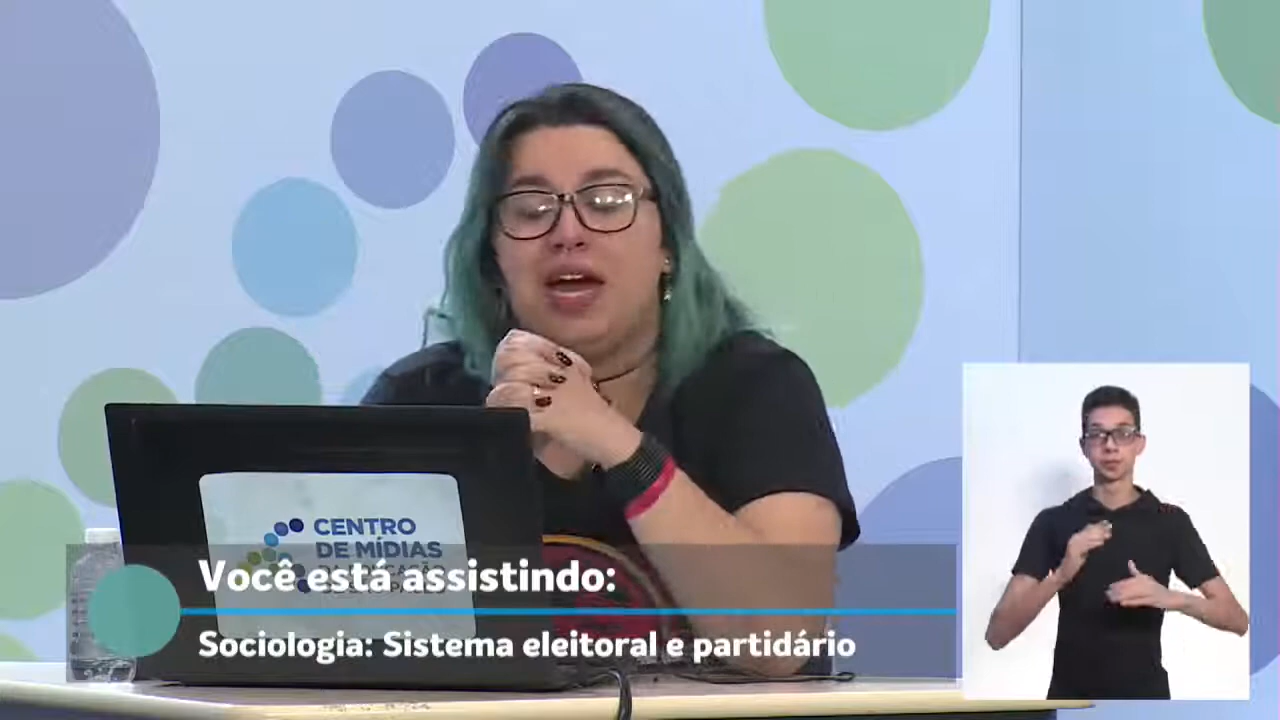 CENTRO
DE MÍDIAS
Você está assistindo:
Sociologia: Sistema eleitoral e partidário